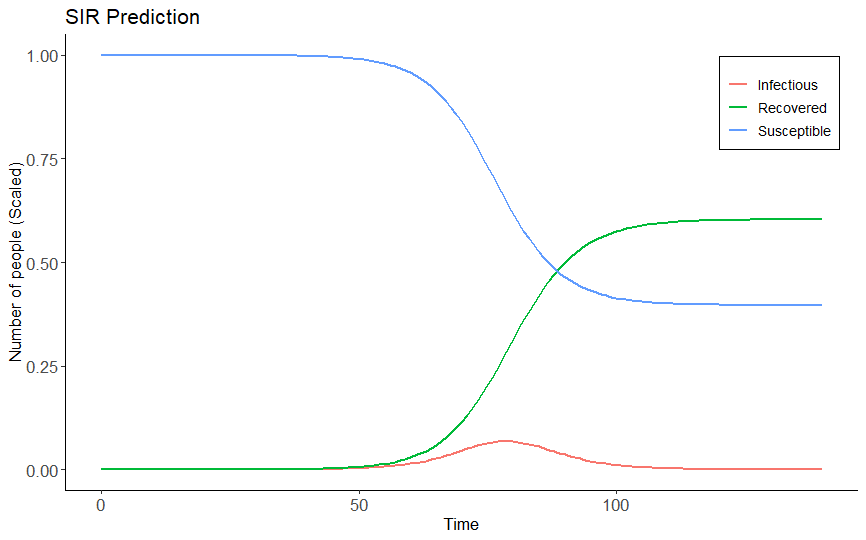 SIR Prediction
1.00
0.75
0.50
0.25
0.00
Number of people (Scaled)
Infectious
Recovered
Susceptible
0
50
100
Time